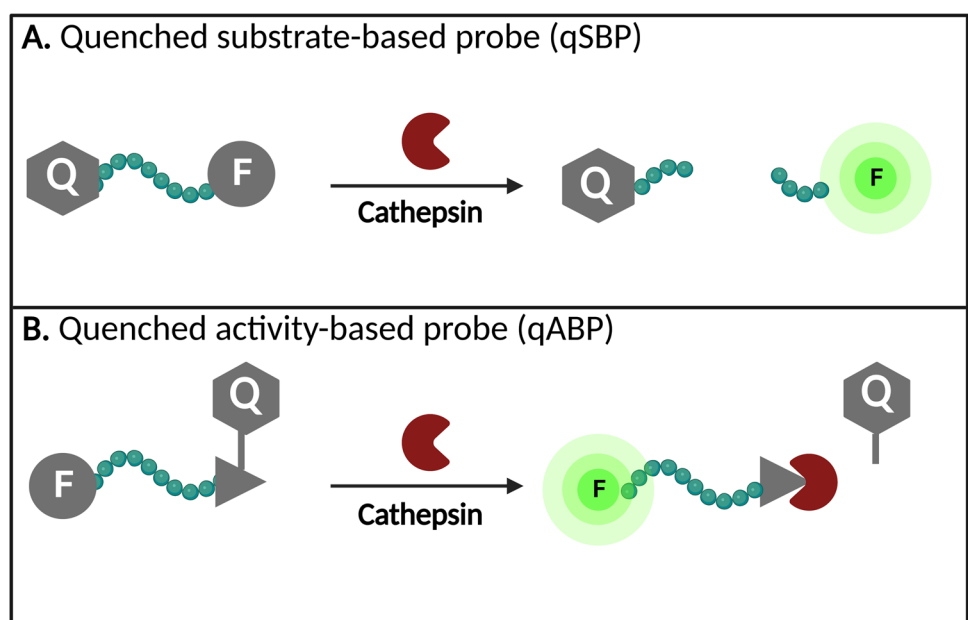 A. Quenched substrate-based probe (qSBP)
Q
F
Cathepsin
Q
F
B. Quenched activity-based probe (qABP)
Q
F
Cathepsin
F
Q